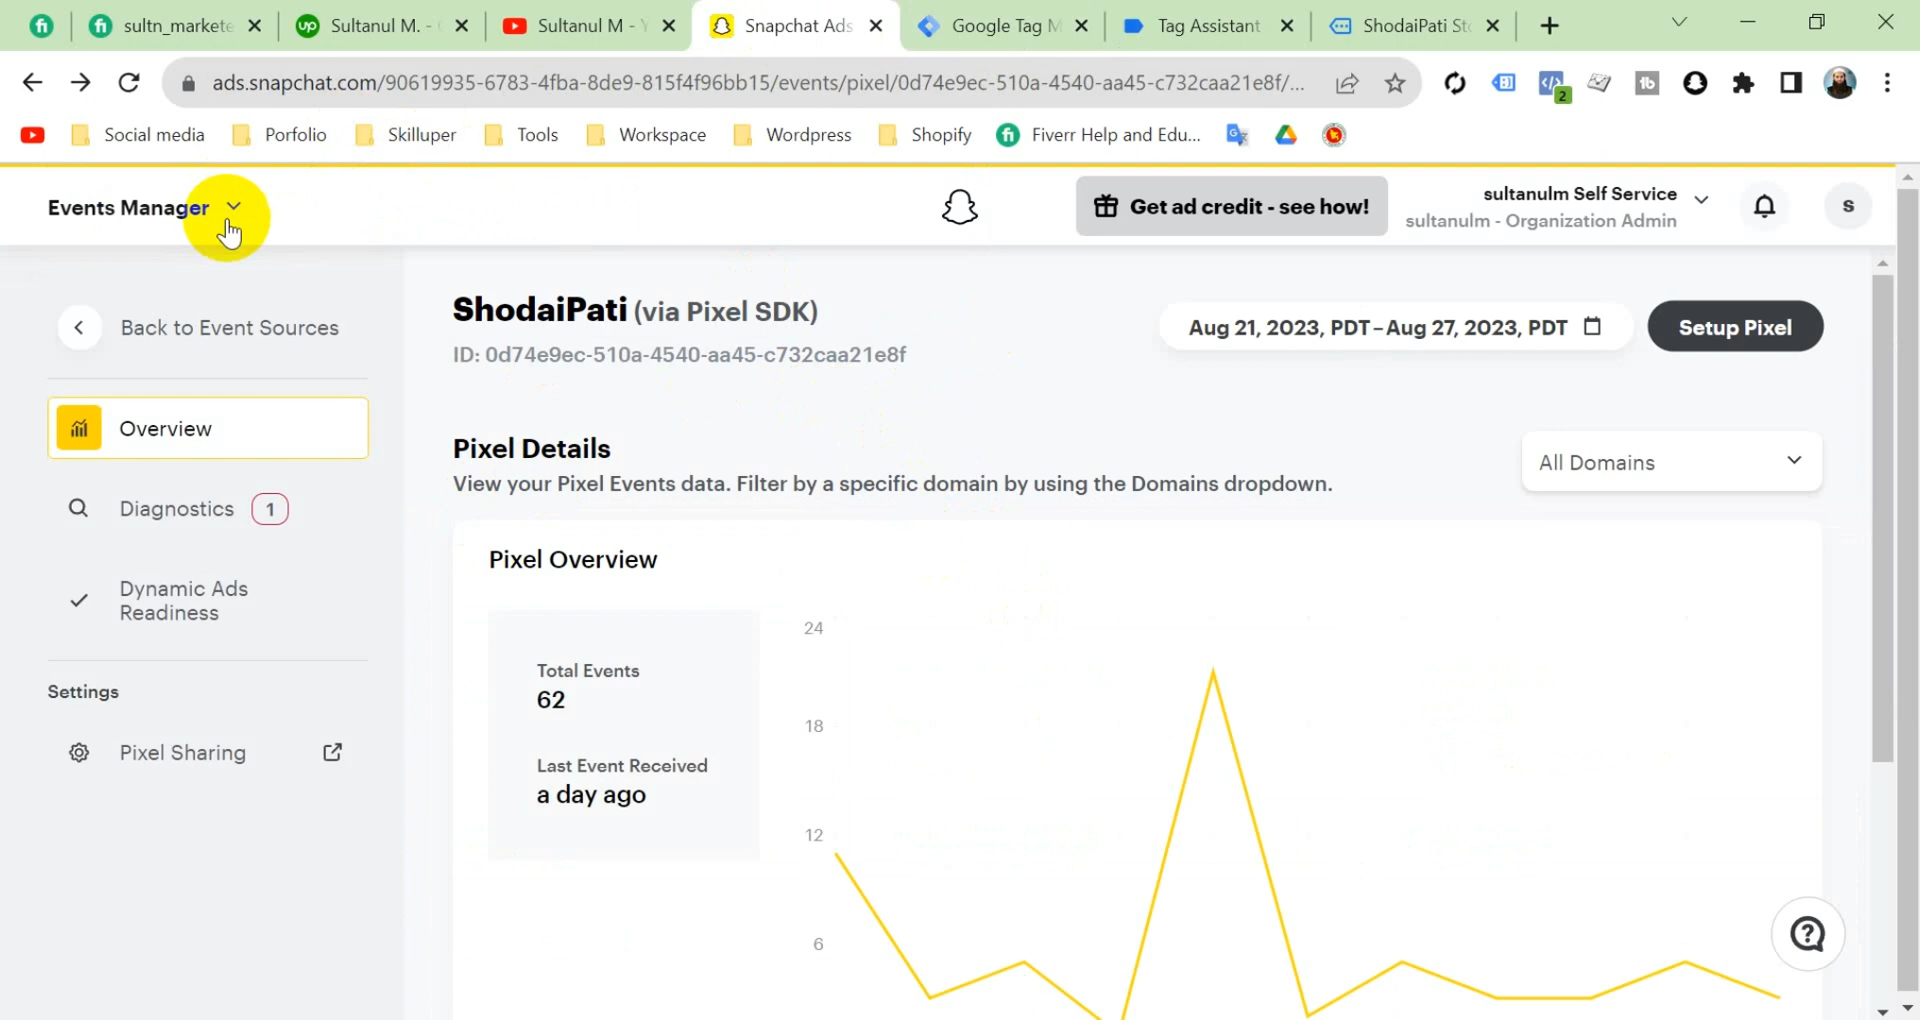 sultn_markete
Sultanul M. -
Sultanul M - Y
Snapchat Ads
Google Tag M
Tag Assistant
ShodaiPati Sto
ads.snapchat.com/90619935-6783-4fba-8de9-815f4f96bb15/events/pixel/0d74e9ec-510a-4540-aa45-c732caa21e8f/...
2
Social media
Porfolio
Skilluper
Tools
Workspace
Wordpress
Shopify
Fiverr Help and Edu...
Events Manager
Get ad credit - see how!
sultanulm Self Service
sultanulm - Organization Admin
S
Back to Event Sources
Overview
Diagnostics 1
Dynamic Ads
Readiness
Settings
Pixel Sharing
ShodaiPati (via Pixel SDK)
ID: 0d74e9ec-510a-4540-aa45-c732caa21e8f
Aug 21, 2023, PDT – Aug 27, 2023, PDT
Setup Pixel
Pixel Details
View your Pixel Events data. Filter by a specific domain by using the Domains dropdown.
All Domains
Pixel Overview
Total Events
62
Last Event Received
a day ago
24
18
12
6